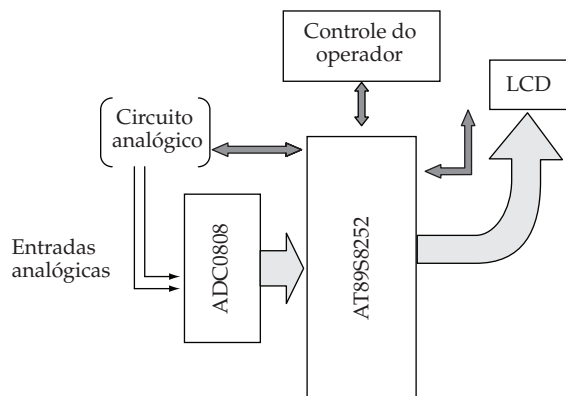 Controle do
operador
LCD
Circuito
analógico
Entradas
analógicas
ADC0808
AT89S8252